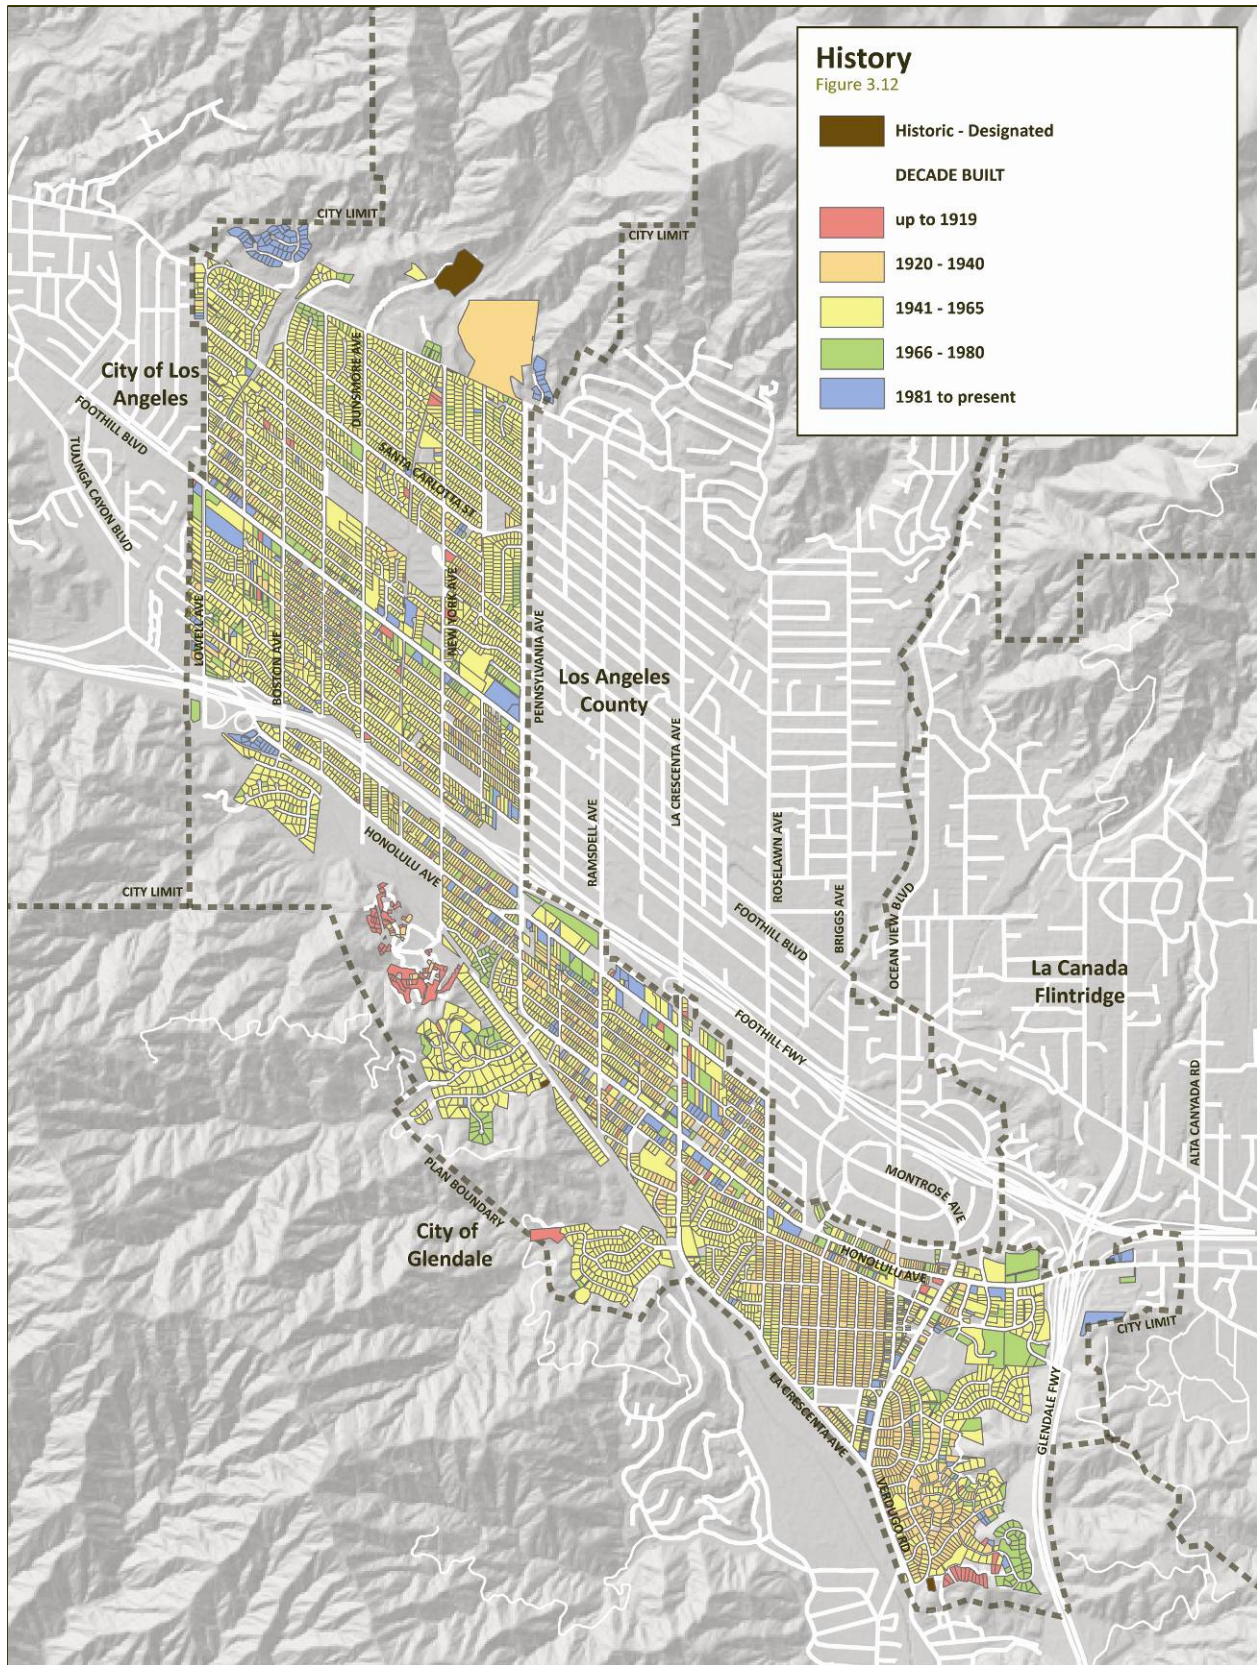 History
Figure 3.12
Historic - Designated
DECADE BUILT
up to 1919
1920 - 1940
1941 - 1965
1966 - 1980
1981 to present
CITY LIMIT
CITY LIMIT
City of Los
Angeles
FOOTHILL BLVD
TUJUNGA CAYON BLVD
DUNSMORE AVE
SANTA CARLOTTA ST
LOWELL AVE
BOSTON AVE
NEW YORK AVE
PENNSYLVANIA AVE
Los Angeles
County
LA CRESCENTA AVE
RAMSDELL AVE
ROSELAWN AVE
BRIGGS AVE
OCEAN VIEW BLVD
FOOTHILL BLVD
HONOLULU AVE
CITY LIMIT
La Canada
Flintridge
FOOTHILL FWY
ALTA CANYADA RD
PLAN BOUNDARY
MONTROSE AVE
City of
Glendale
HONOLULU AVE
CITY LIMIT
LA CRESCENTA AVE
GLENDALE FWY
VERDUGO RD